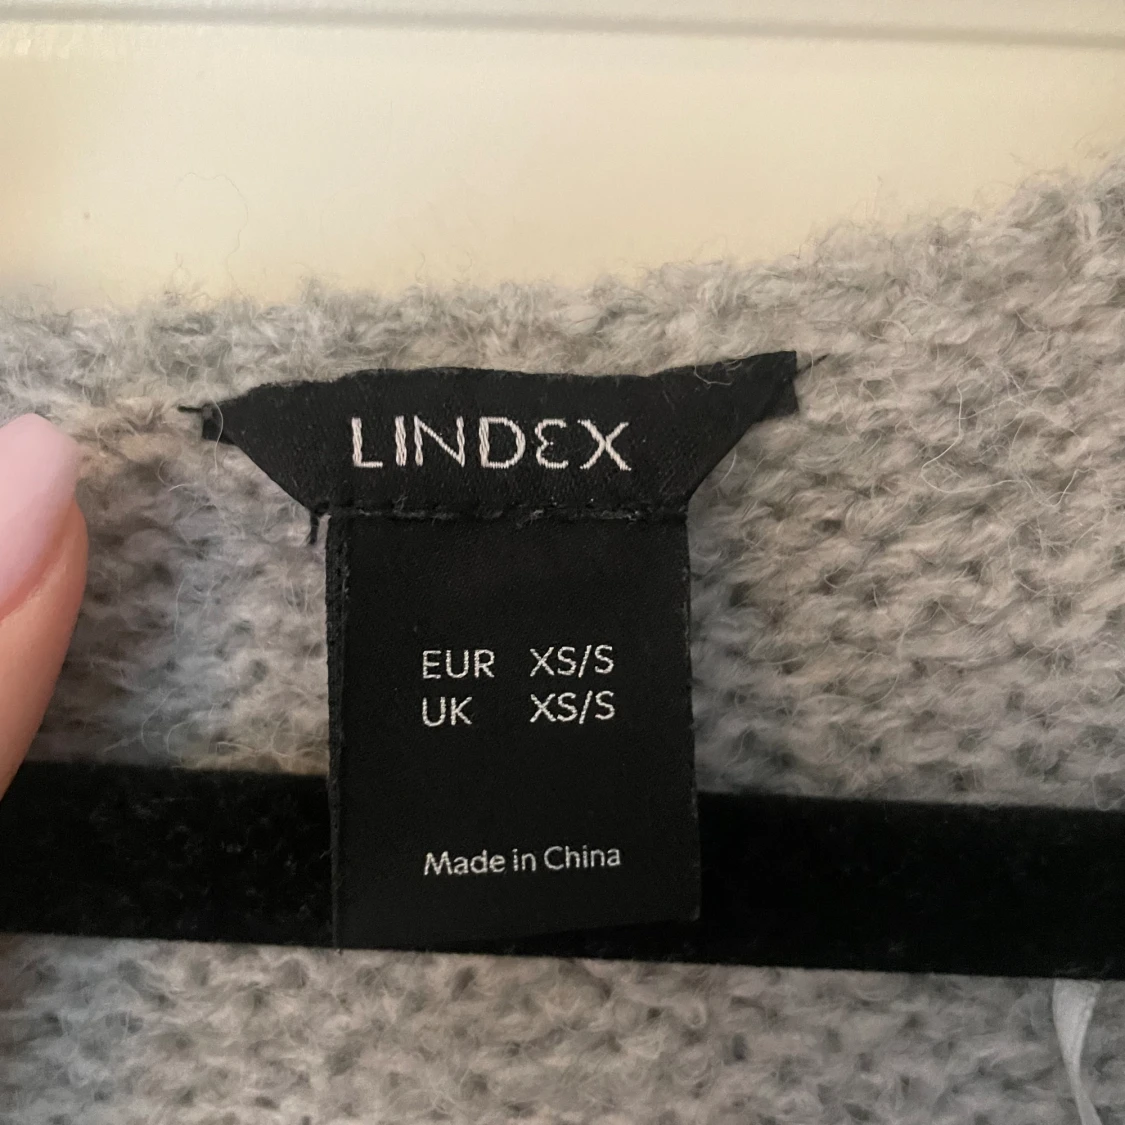 LINDEX
EUR XS/S
UK XS/S
Made in China